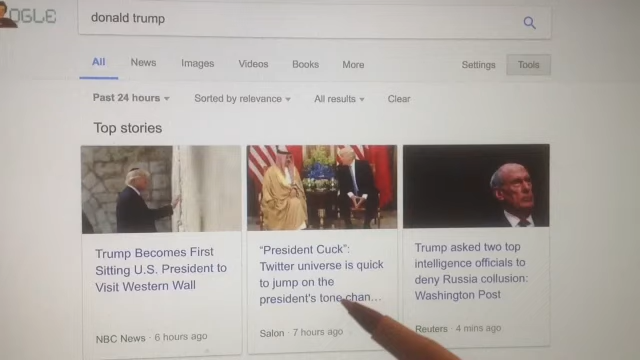 OGLE
donald trump
All News Images Videos Books More Settings Tools
Past 24 hours Sorted by relevance All results Clear
Top stories
Trump Becomes First
Sitting U.S. President to
Visit Western Wall
NBC News · 6 hours ago
“President Cuck”:
Twitter universe is quick
to jump on the
president's tone chan...
Salon · 7 hours ago
Trump asked two top
intelligence officials to
deny Russia collusion:
Washington Post
Reuters · 4 mins ago